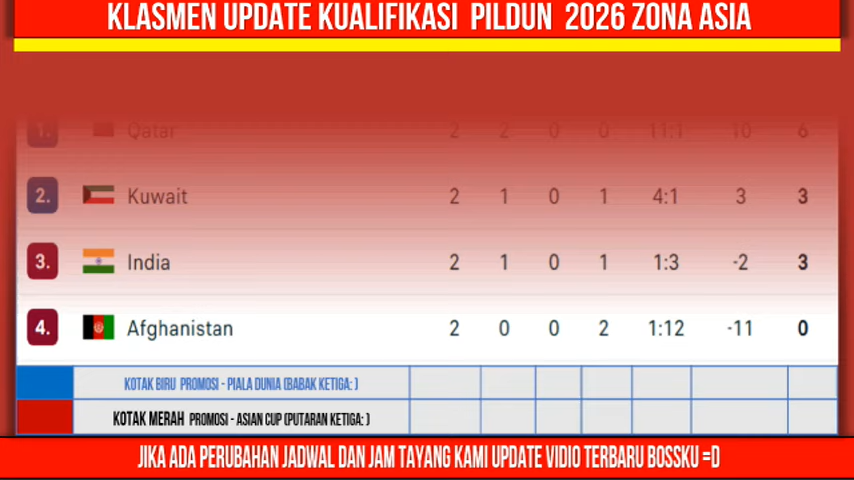 KLASMEN UPDATE KUALIFIKASI PILDUN 2026 ZONA ASIA
1. Qatar 2 2 0 0 11:1 10 6
2. Kuwait 2 1 0 1 4:1 3 3
3. India 2 1 0 1 1:3 -2 3
4. Afghanistan 2 0 0 2 1:12 -11 0
KOTAK BIRU PROMOSI - PIALA DUNIA (BABAK KETIGA: )
KOTAK MERAH PROMOSI - ASIAN CUP (PUTARAN KETIGA: )
JIKA ADA PERUBAHAN JADWAL DAN JAM TAYANG KAMI UPDATE VIDIO TERBARU BOSSKU =D